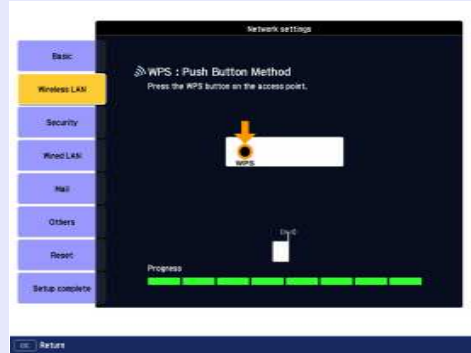 Network settings
Basic
Wireless LAN
Security
Wired LAN
Mail
Others
Reset
Setup complete
WPS : Push Button Method
Press the WPS button on the access point.
WPS
Progress
Return